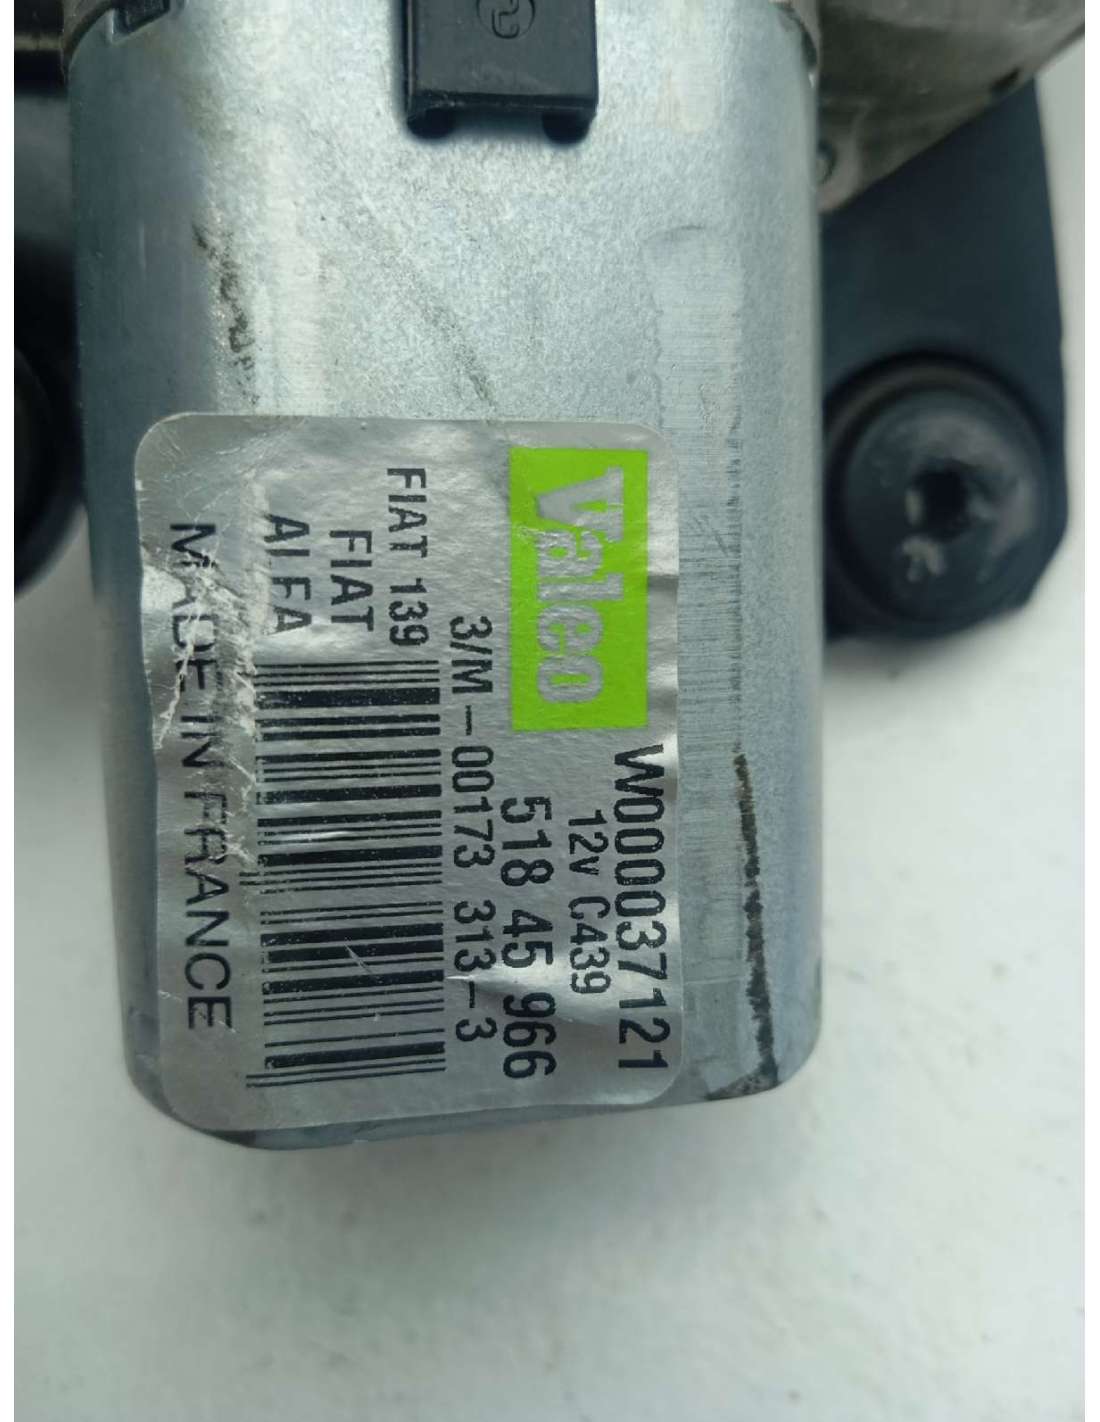 Valeo
W000037121
12v C439
518 45 966
3/M-00173 313-3
FIAT 139
FIAT
ALFA
MADE IN FRANCE